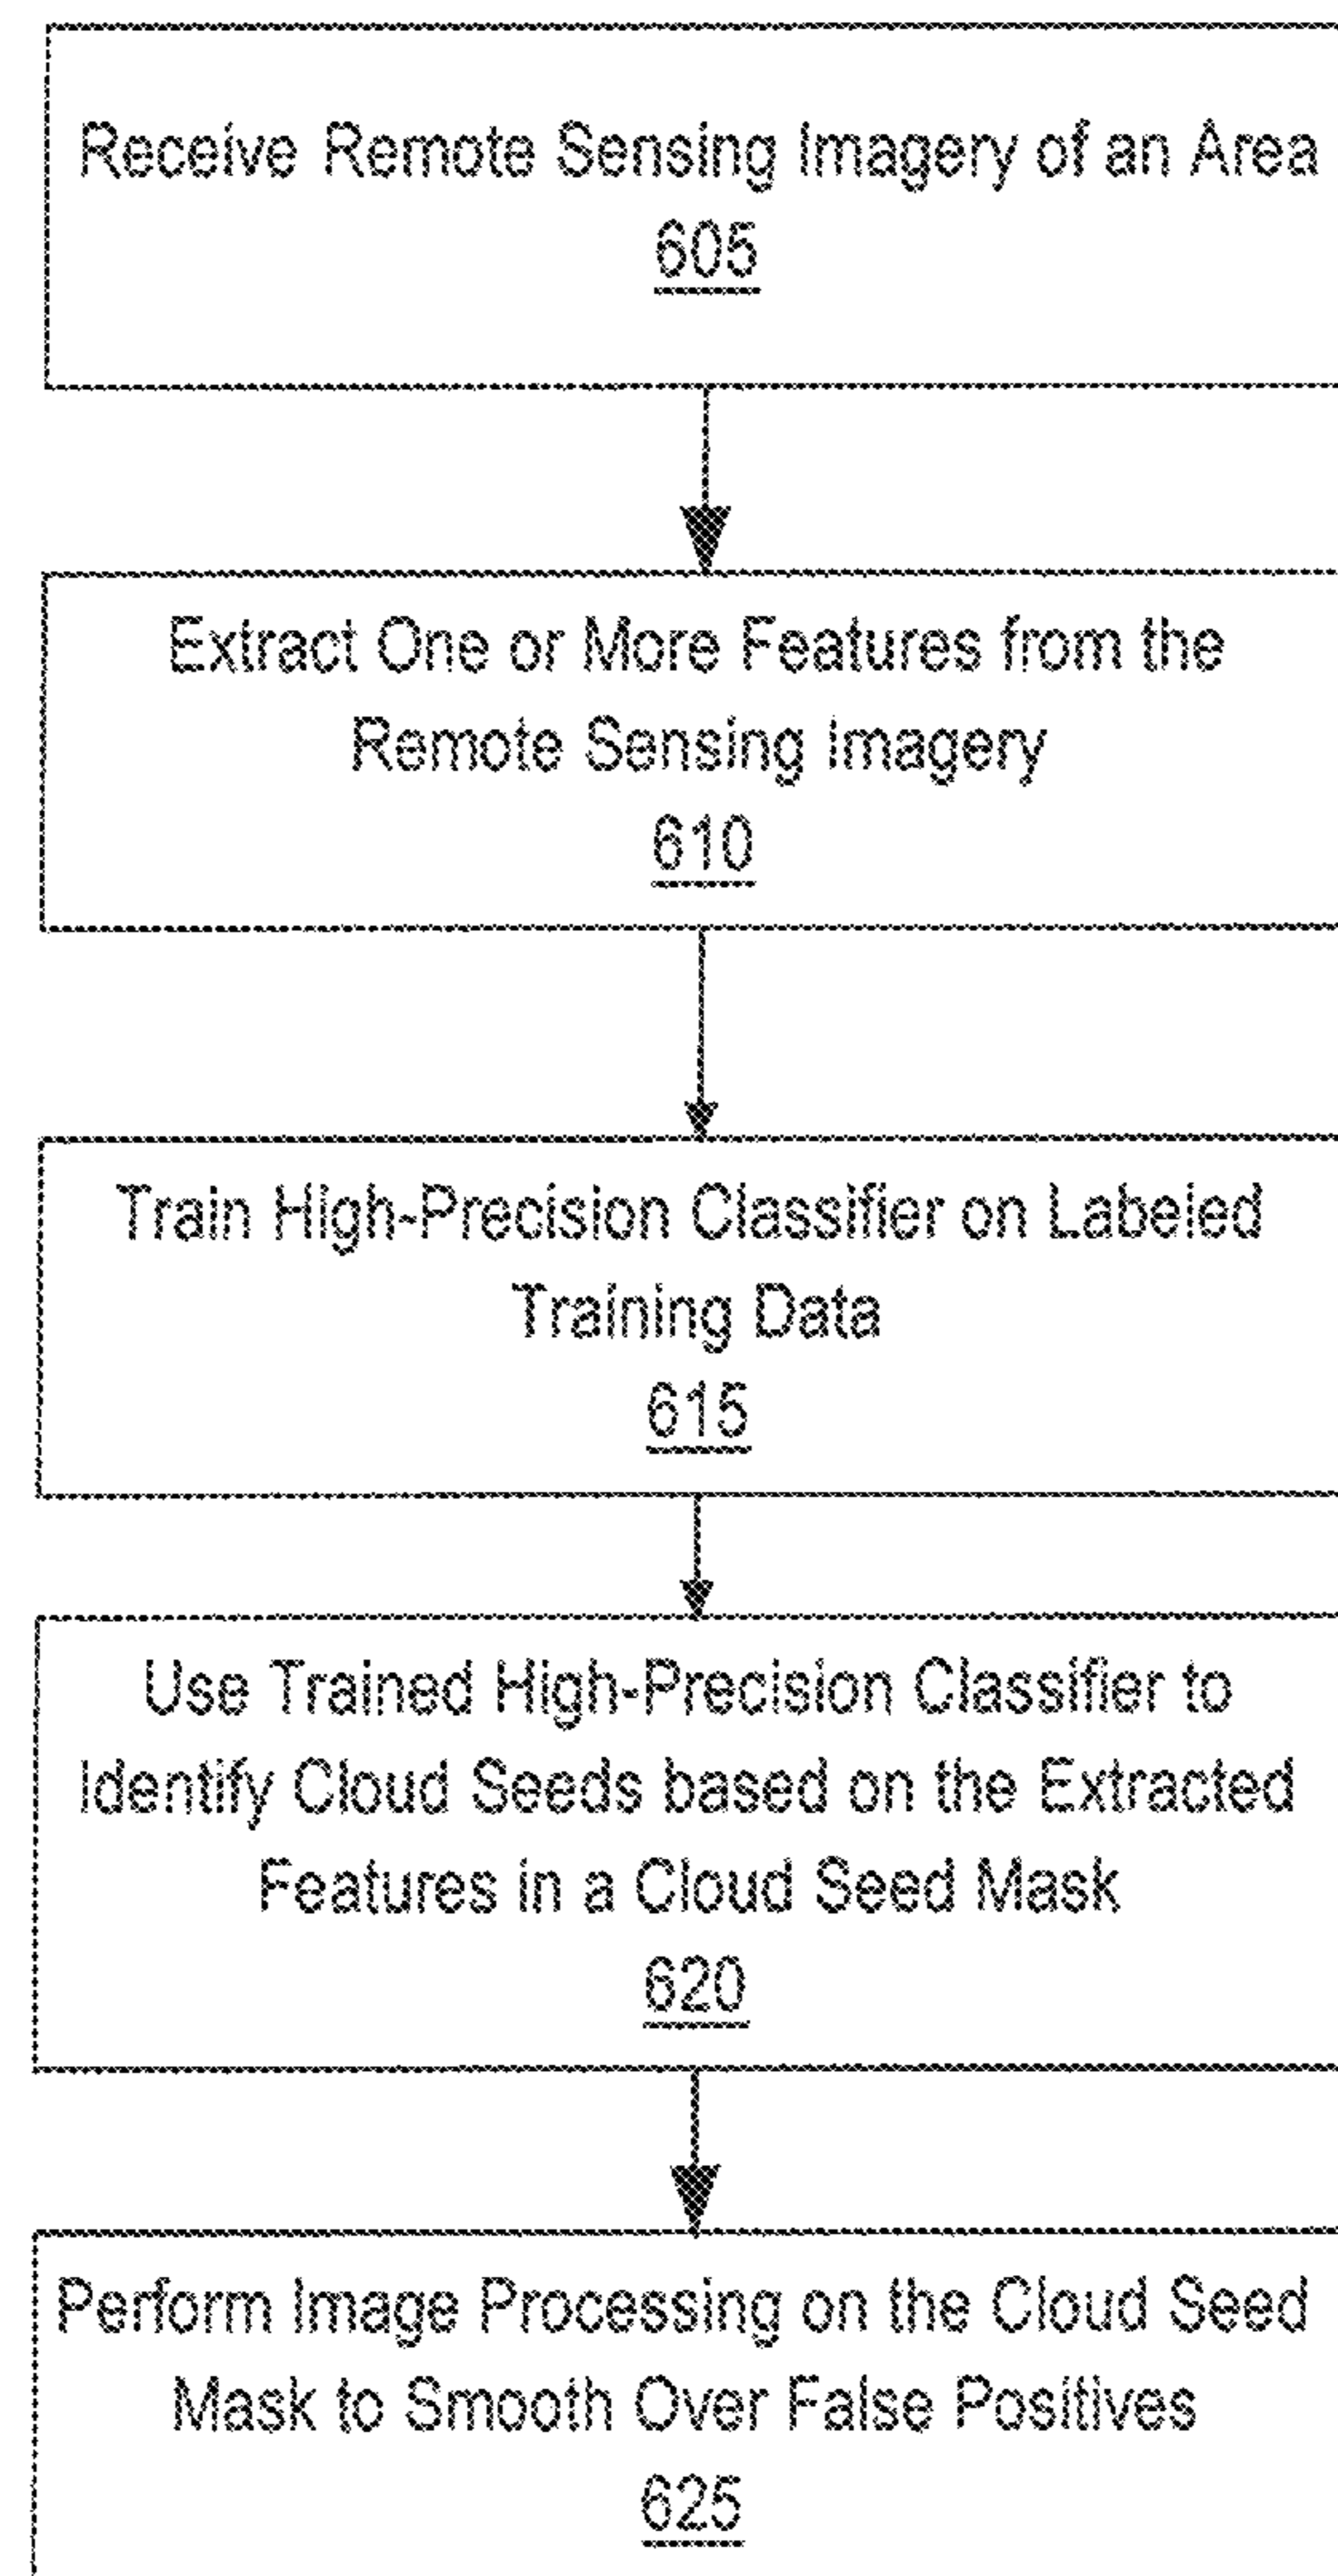 Receive Remote Sensing Imagery of an Area
605
Extract One or More Features from the
Remote Sensing Imagery
610
Train High-Precision Classifier on Labeled
Training Data
615
Use Trained High-Precision Classifier to
Identify Cloud Seeds based on the Extracted
Features in a Cloud Seed Mask
620
Perform Image Processing on the Cloud Seed
Mask to Smooth Over False Positives
625